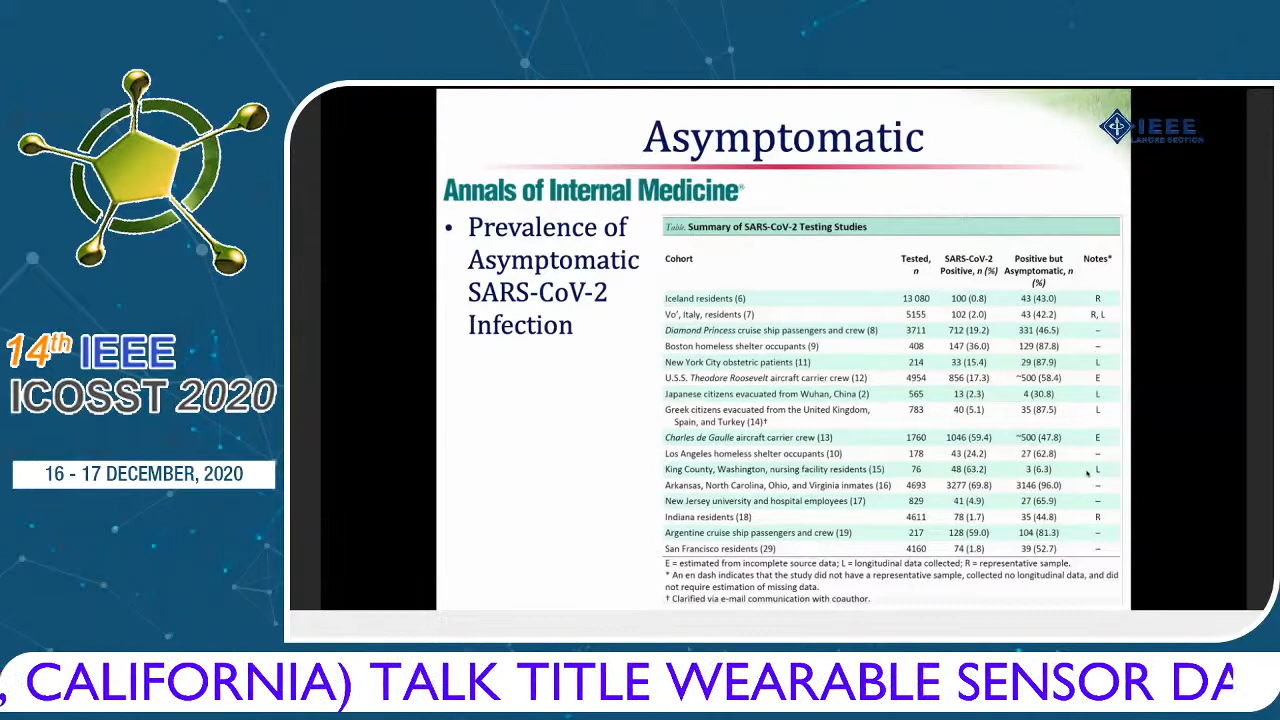 Asymptomatic
IEEE
LAHORE SECTION
Annals of Internal Medicine®
• Prevalence of
Asymptomatic
SARS-CoV-2
Infection
Table. Summary of SARS-CoV-2 Testing Studies
Cohort Tested, n SARS-CoV-2 Positive, n (%) Positive but Asymptomatic, n (%) Notes*
Iceland residents (6) 13 080 100 (0.8) 43 (43.0) R
Vo', Italy, residents (7) 5155 102 (2.0) 43 (42.2) R, L
Diamond Princess cruise ship passengers and crew (8) 3711 712 (19.2) 331 (46.5) –
Boston homeless shelter occupants (9) 408 147 (36.0) 129 (87.8) –
New York City obstetric patients (11) 214 33 (15.4) 29 (87.9) L
U.S.S. Theodore Roosevelt aircraft carrier crew (12) 4954 856 (17.3) ~500 (58.4) E
Japanese citizens evacuated from Wuhan, China (2) 565 13 (2.3) 4 (30.8) L
Greek citizens evacuated from the United Kingdom, 783 40 (5.1) 35 (87.5) L
Spain, and Turkey (14)†
Charles de Gaulle aircraft carrier crew (13) 1760 1046 (59.4) ~500 (47.8) E
Los Angeles homeless shelter occupants (10) 178 43 (24.2) 27 (62.8) –
King County, Washington, nursing facility residents (15) 76 48 (63.2) 3 (6.3) L
Arkansas, North Carolina, Ohio, and Virginia inmates (16) 4693 3277 (69.8) 3146 (96.0) –
New Jersey university and hospital employees (17) 829 41 (4.9) 27 (65.9) –
Indiana residents (18) 4611 78 (1.7) 35 (44.8) R
Argentine cruise ship passengers and crew (19) 217 128 (59.0) 104 (81.3) –
San Francisco residents (29) 4160 74 (1.8) 39 (52.7) –
E = estimated from incomplete source data; L = longitudinal data collected; R = representative sample.
* An en dash indicates that the study did not have a representative sample, collected no longitudinal data, and did
not require estimation of missing data.
† Clarified via e-mail communication with coauthor.
14th IEEE
ICOSST 2020
16 - 17 DECEMBER, 2020
, CALIFORNIA) TALK TITLE WEARABLE SENSOR DA